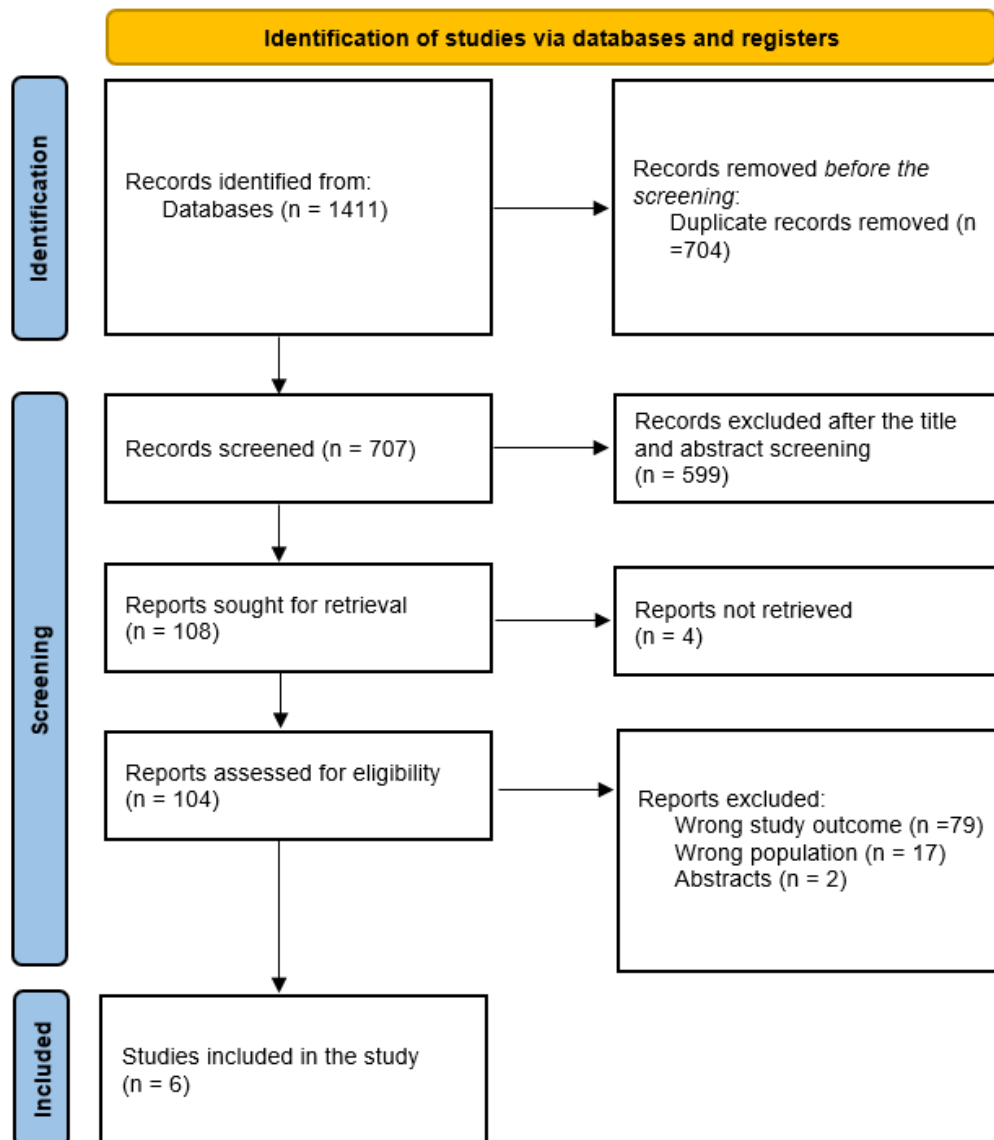 Identification of studies via databases and registers
Identification
Records identified from:
Databases (n = 1411)
Records removed before the
screening:
Duplicate records removed (n
=704)
Screening
Records screened (n = 707)
Records excluded after the title
and abstract screening
(n = 599)
Reports sought for retrieval
(n = 108)
Reports not retrieved
(n = 4)
Reports assessed for eligibility
(n = 104)
Reports excluded:
Wrong study outcome (n =79)
Wrong population (n = 17)
Abstracts (n = 2)
Included
Studies included in the study
(n = 6)